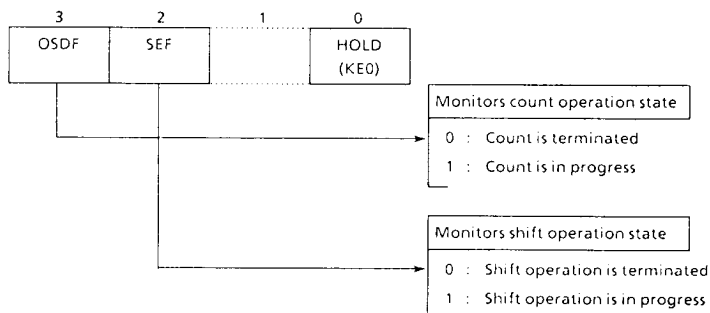 3 2 1 0
OSDF SEF HOLD
(KE0)
Monitors count operation state
0 : Count is terminated
1 : Count is in progress
Monitors shift operation state
0 : Shift operation is terminated
1 : Shift operation is in progress